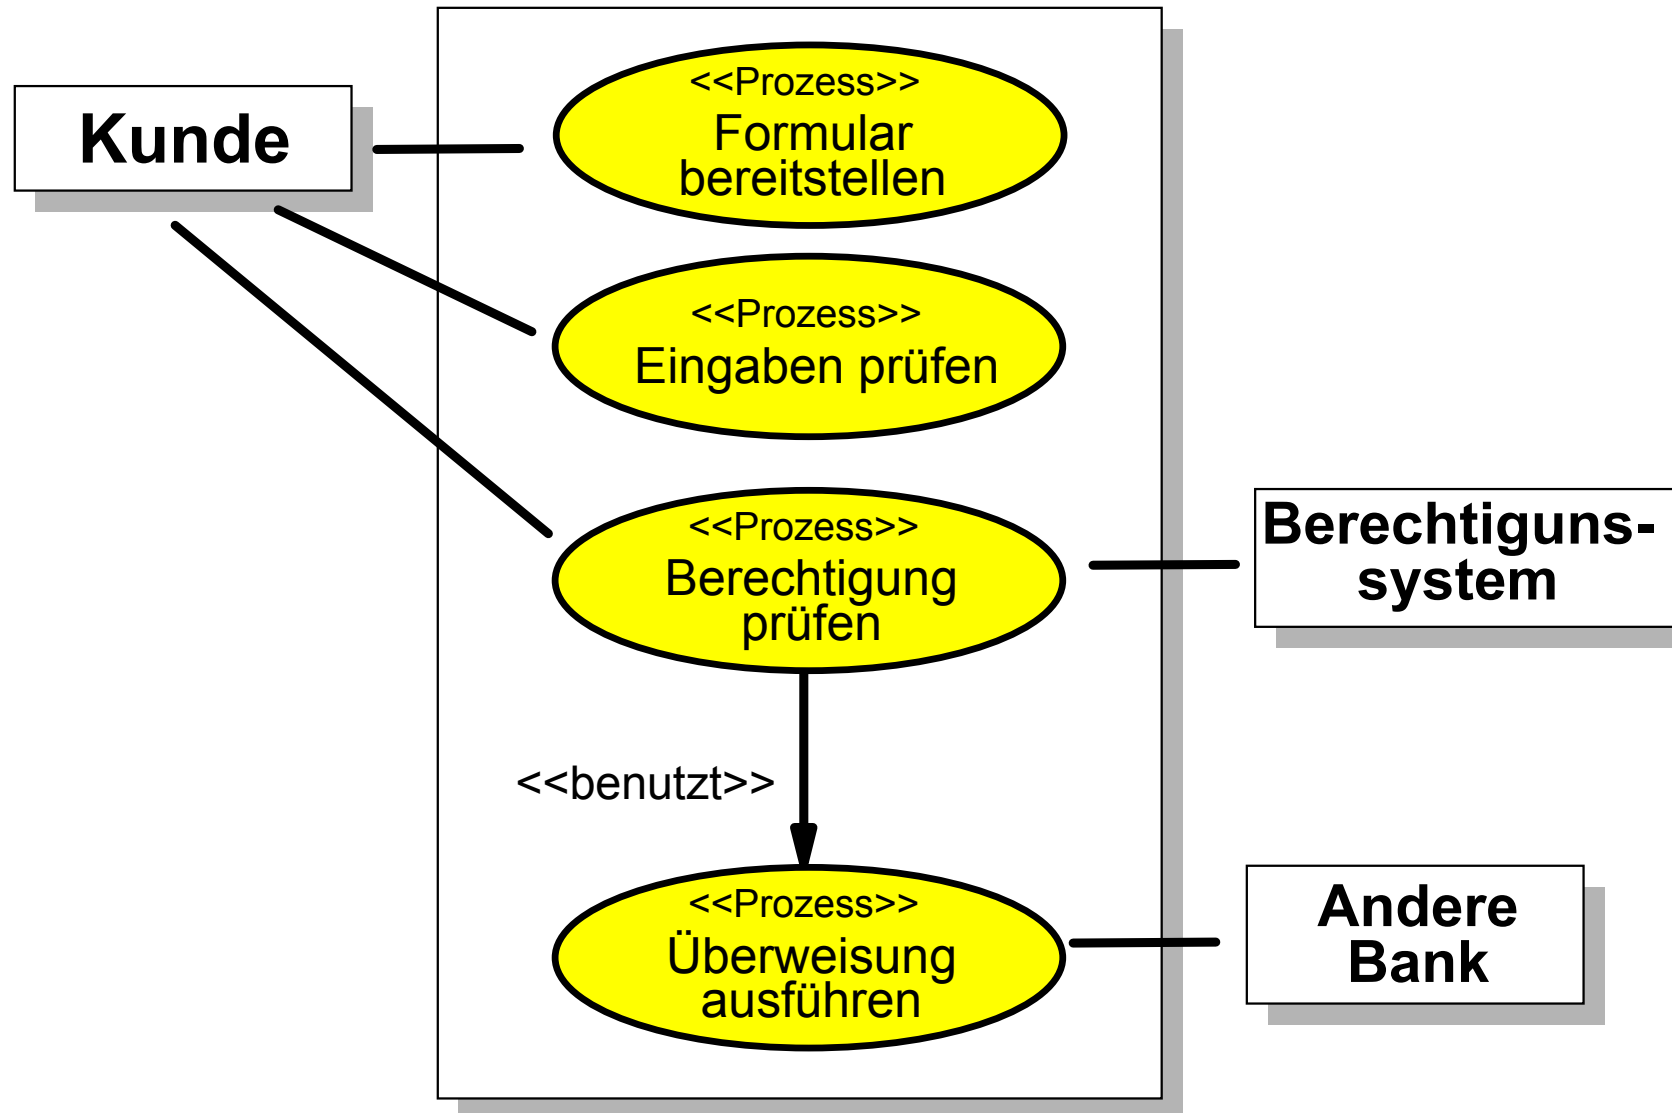 Kunde
<<Prozess>>
Formular
bereitstellen
<<Prozess>>
Eingaben prüfen
<<Prozess>>
Berechtigung
prüfen
Berechtiguns-
system
<<benutzt>>
<<Prozess>>
Überweisung
ausführen
Andere
Bank